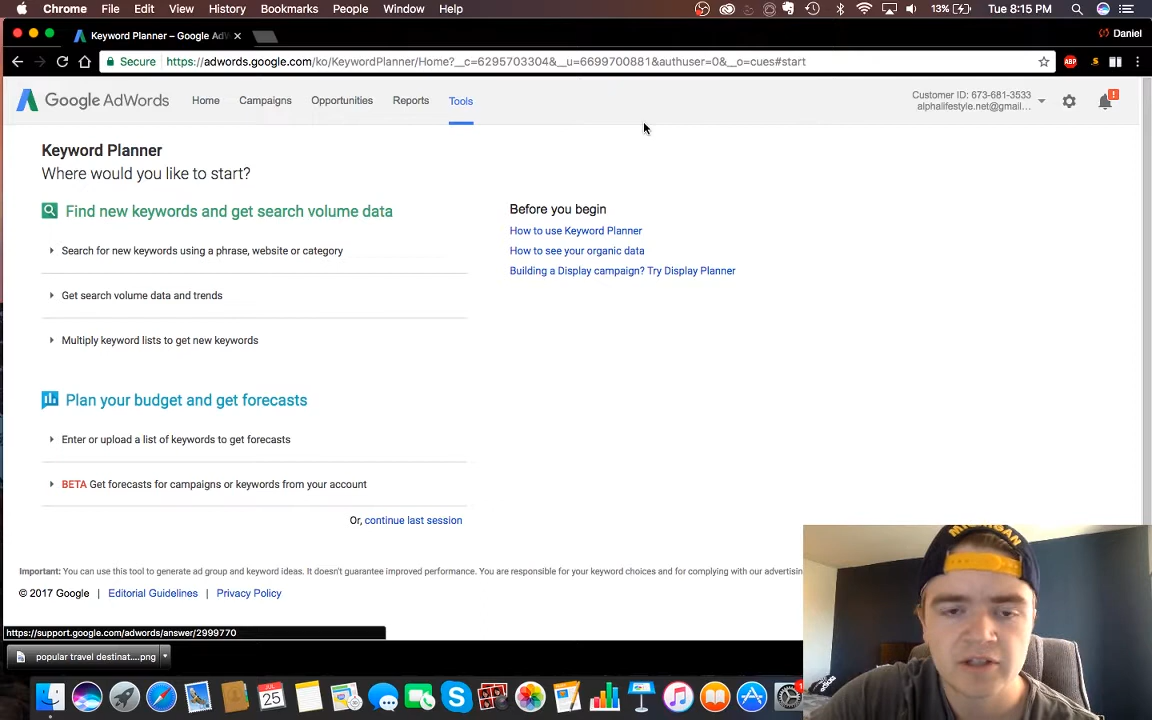 Chrome File Edit View History Bookmarks People Window Help 13% Tue 8:15 PM
Keyword Planner – Google AdW Daniel
Secure https://adwords.google.com/ko/KeywordPlanner/Home?__c=6295703304&__u=6699700881&authuser=0&__o=cues#start ABP
Google AdWords Home Campaigns Opportunities Reports Tools
Customer ID: 673-681-3533
alphalifestyle.net@gmail...
Keyword Planner
Where would you like to start?
Find new keywords and get search volume data
Search for new keywords using a phrase, website or category
Get search volume data and trends
Multiply keyword lists to get new keywords
Plan your budget and get forecasts
Enter or upload a list of keywords to get forecasts
BETA Get forecasts for campaigns or keywords from your account
Or, continue last session
Before you begin
How to use Keyword Planner
How to see your organic data
Building a Display campaign? Try Display Planner
Important: You can use this tool to generate ad group and keyword ideas. It doesn't guarantee improved performance. You are responsible for your keyword choices and for complying with our advertisin
© 2017 Google | Editorial Guidelines | Privacy Policy
https://support.google.com/adwords/answer/2999770
popular travel destinat....png
25
MICHIGAN
adidas